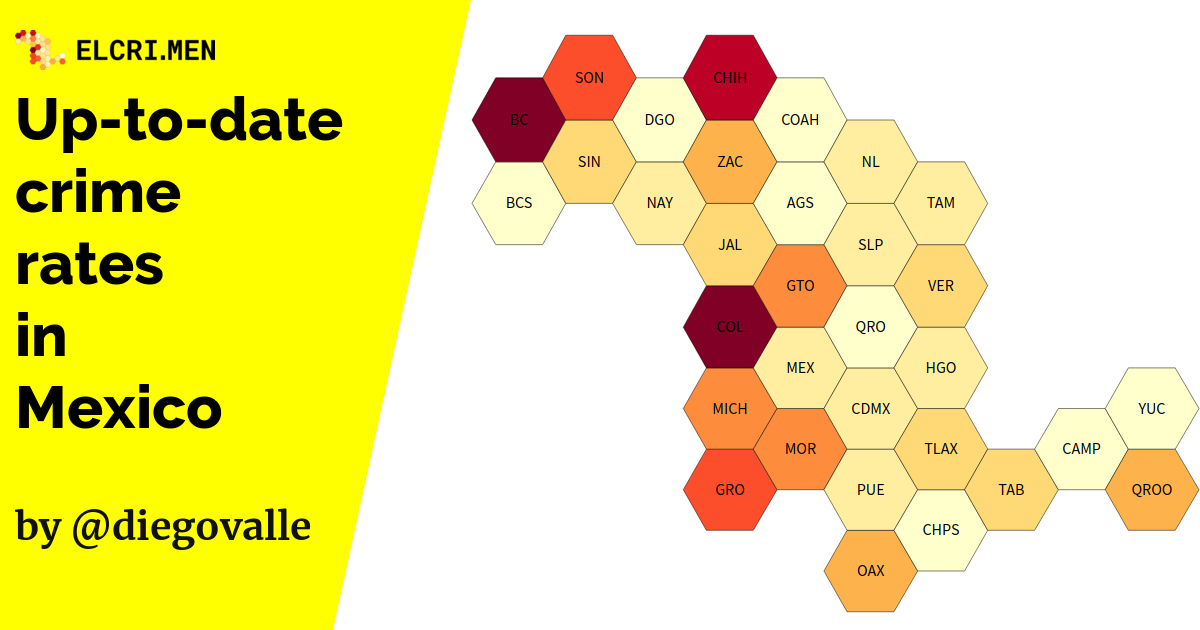 ELCRI.MEN
Up-to-date
crime
rates
in
Mexico
by @diegovalle
SON
CHIH
BC
DGO
COAH
SIN
ZAC
NL
BCS
NAY
AGS
TAM
JAL
SLP
GTO
VER
COL
QRO
MEX
HGO
MICH
CDMX
YUC
MOR
TLAX
CAMP
GRO
PUE
TAB
QROO
CHPS
OAX